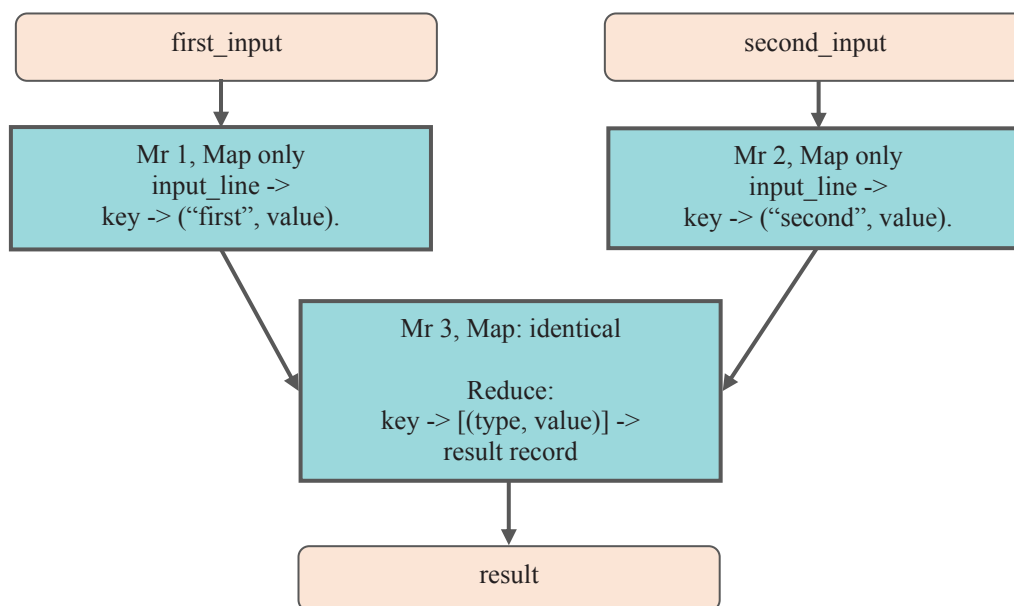 first_input
second_input
Mr 1, Map only
input_line ->
key -> (“first”, value).
Mr 2, Map only
input_line ->
key -> (“second”, value).
Mr 3, Map: identical
Reduce:
key -> [(type, value)] ->
result record
result